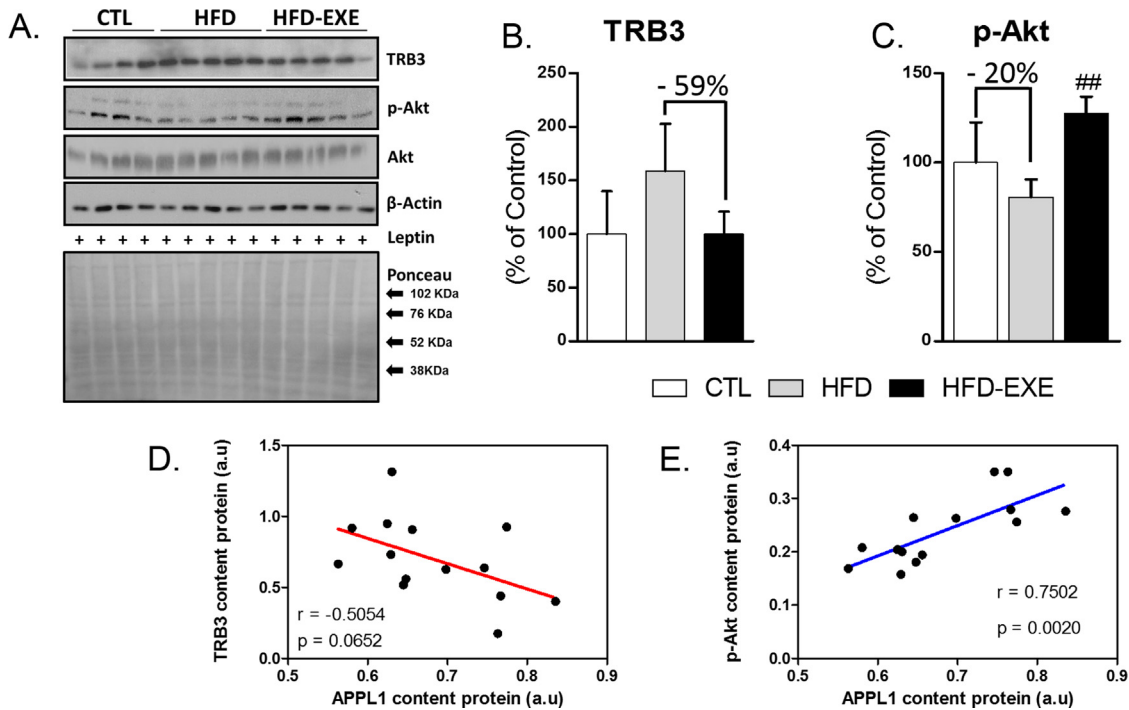 A.
CTL HFD HFD-EXE
TRB3
p-Akt
Akt
β-Actin
+ + + + + + + + + + + + + + Leptin
Ponceau
102 KDa
76 KDa
52 KDa
38KDa
B.
TRB3
- 59%
(% of Control)
250
200
150
100
50
0
C.
p-Akt
- 20%
##
(% of Control)
150
100
50
0
CTL HFD HFD-EXE
D.
TRB3 content protein (a.u)
1.5
1.0
0.5
0.0
r = -0.5054
p = 0.0652
0.5 0.6 0.7 0.8 0.9
APPL1 content protein (a.u)
E.
p-Akt content protein (a.u)
0.4
0.3
0.2
0.1
0.0
r = 0.7502
p = 0.0020
0.5 0.6 0.7 0.8 0.9
APPL1 content protein (a.u)